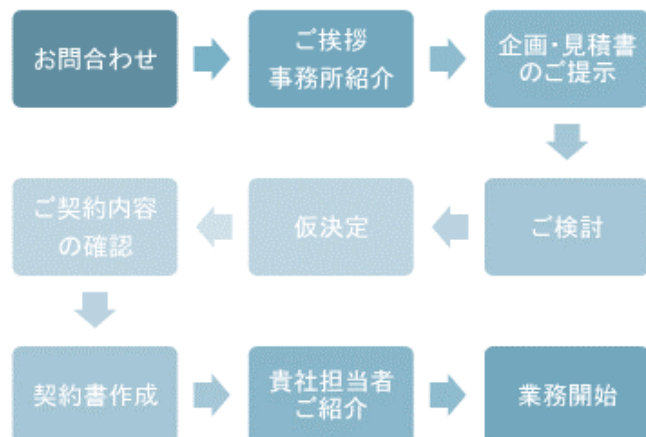 お問合わせ
ご挨拶
事務所紹介
企画・見積書
のご提示
ご検討
仮決定
ご契約内容
の確認
契約書作成
貴社担当者
ご紹介
業務開始